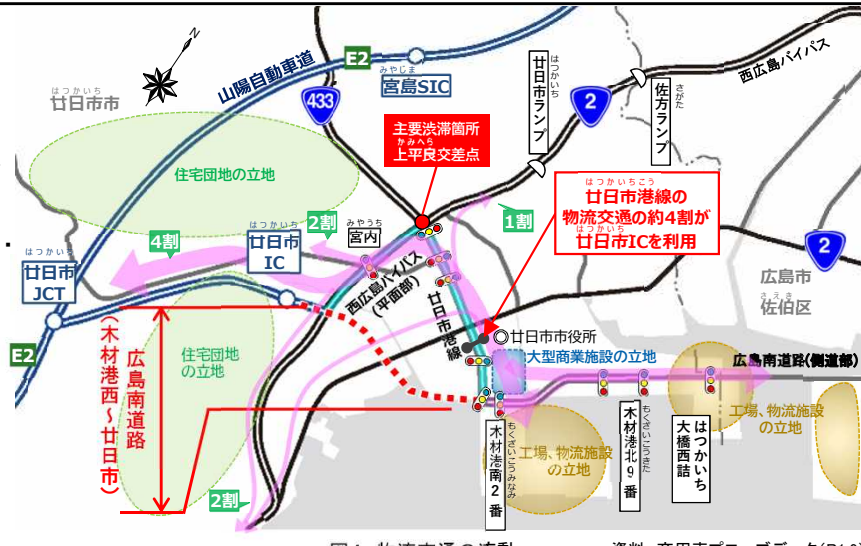 N
E2
みやじま
宮島SIC
山陽自動車道
433
はつかいち
廿日市市
住宅団地の立地
主要渋滞箇所
かみへら
上平良交差点
はつかいち
廿日市ランプ
2
さがた
佐方ランプ
西広島バイパス
はつかいちこう
廿日市港線の
物流交通の約4割が
はつかいち
廿日市ICを利用
1割
2割
4割
みやうち
宮内
はつかいち
廿日市
IC
はつかいち
廿日市
JCT
西広島バイパス
(平面部)
廿日市港線
2
広島市
さえき
佐伯区
E2
広島南道路
(木材港西~廿日市)
住宅団地
の立地
廿日市市役所
大型商業施設の立地
広島南道路(側道部)
2割
もくざいこうみなみ
木材港南2番
工場、物流施設
の立地
もくざいこうきた
木材港北9番
はつかいち
大橋西詰
工場、物流施設
の立地